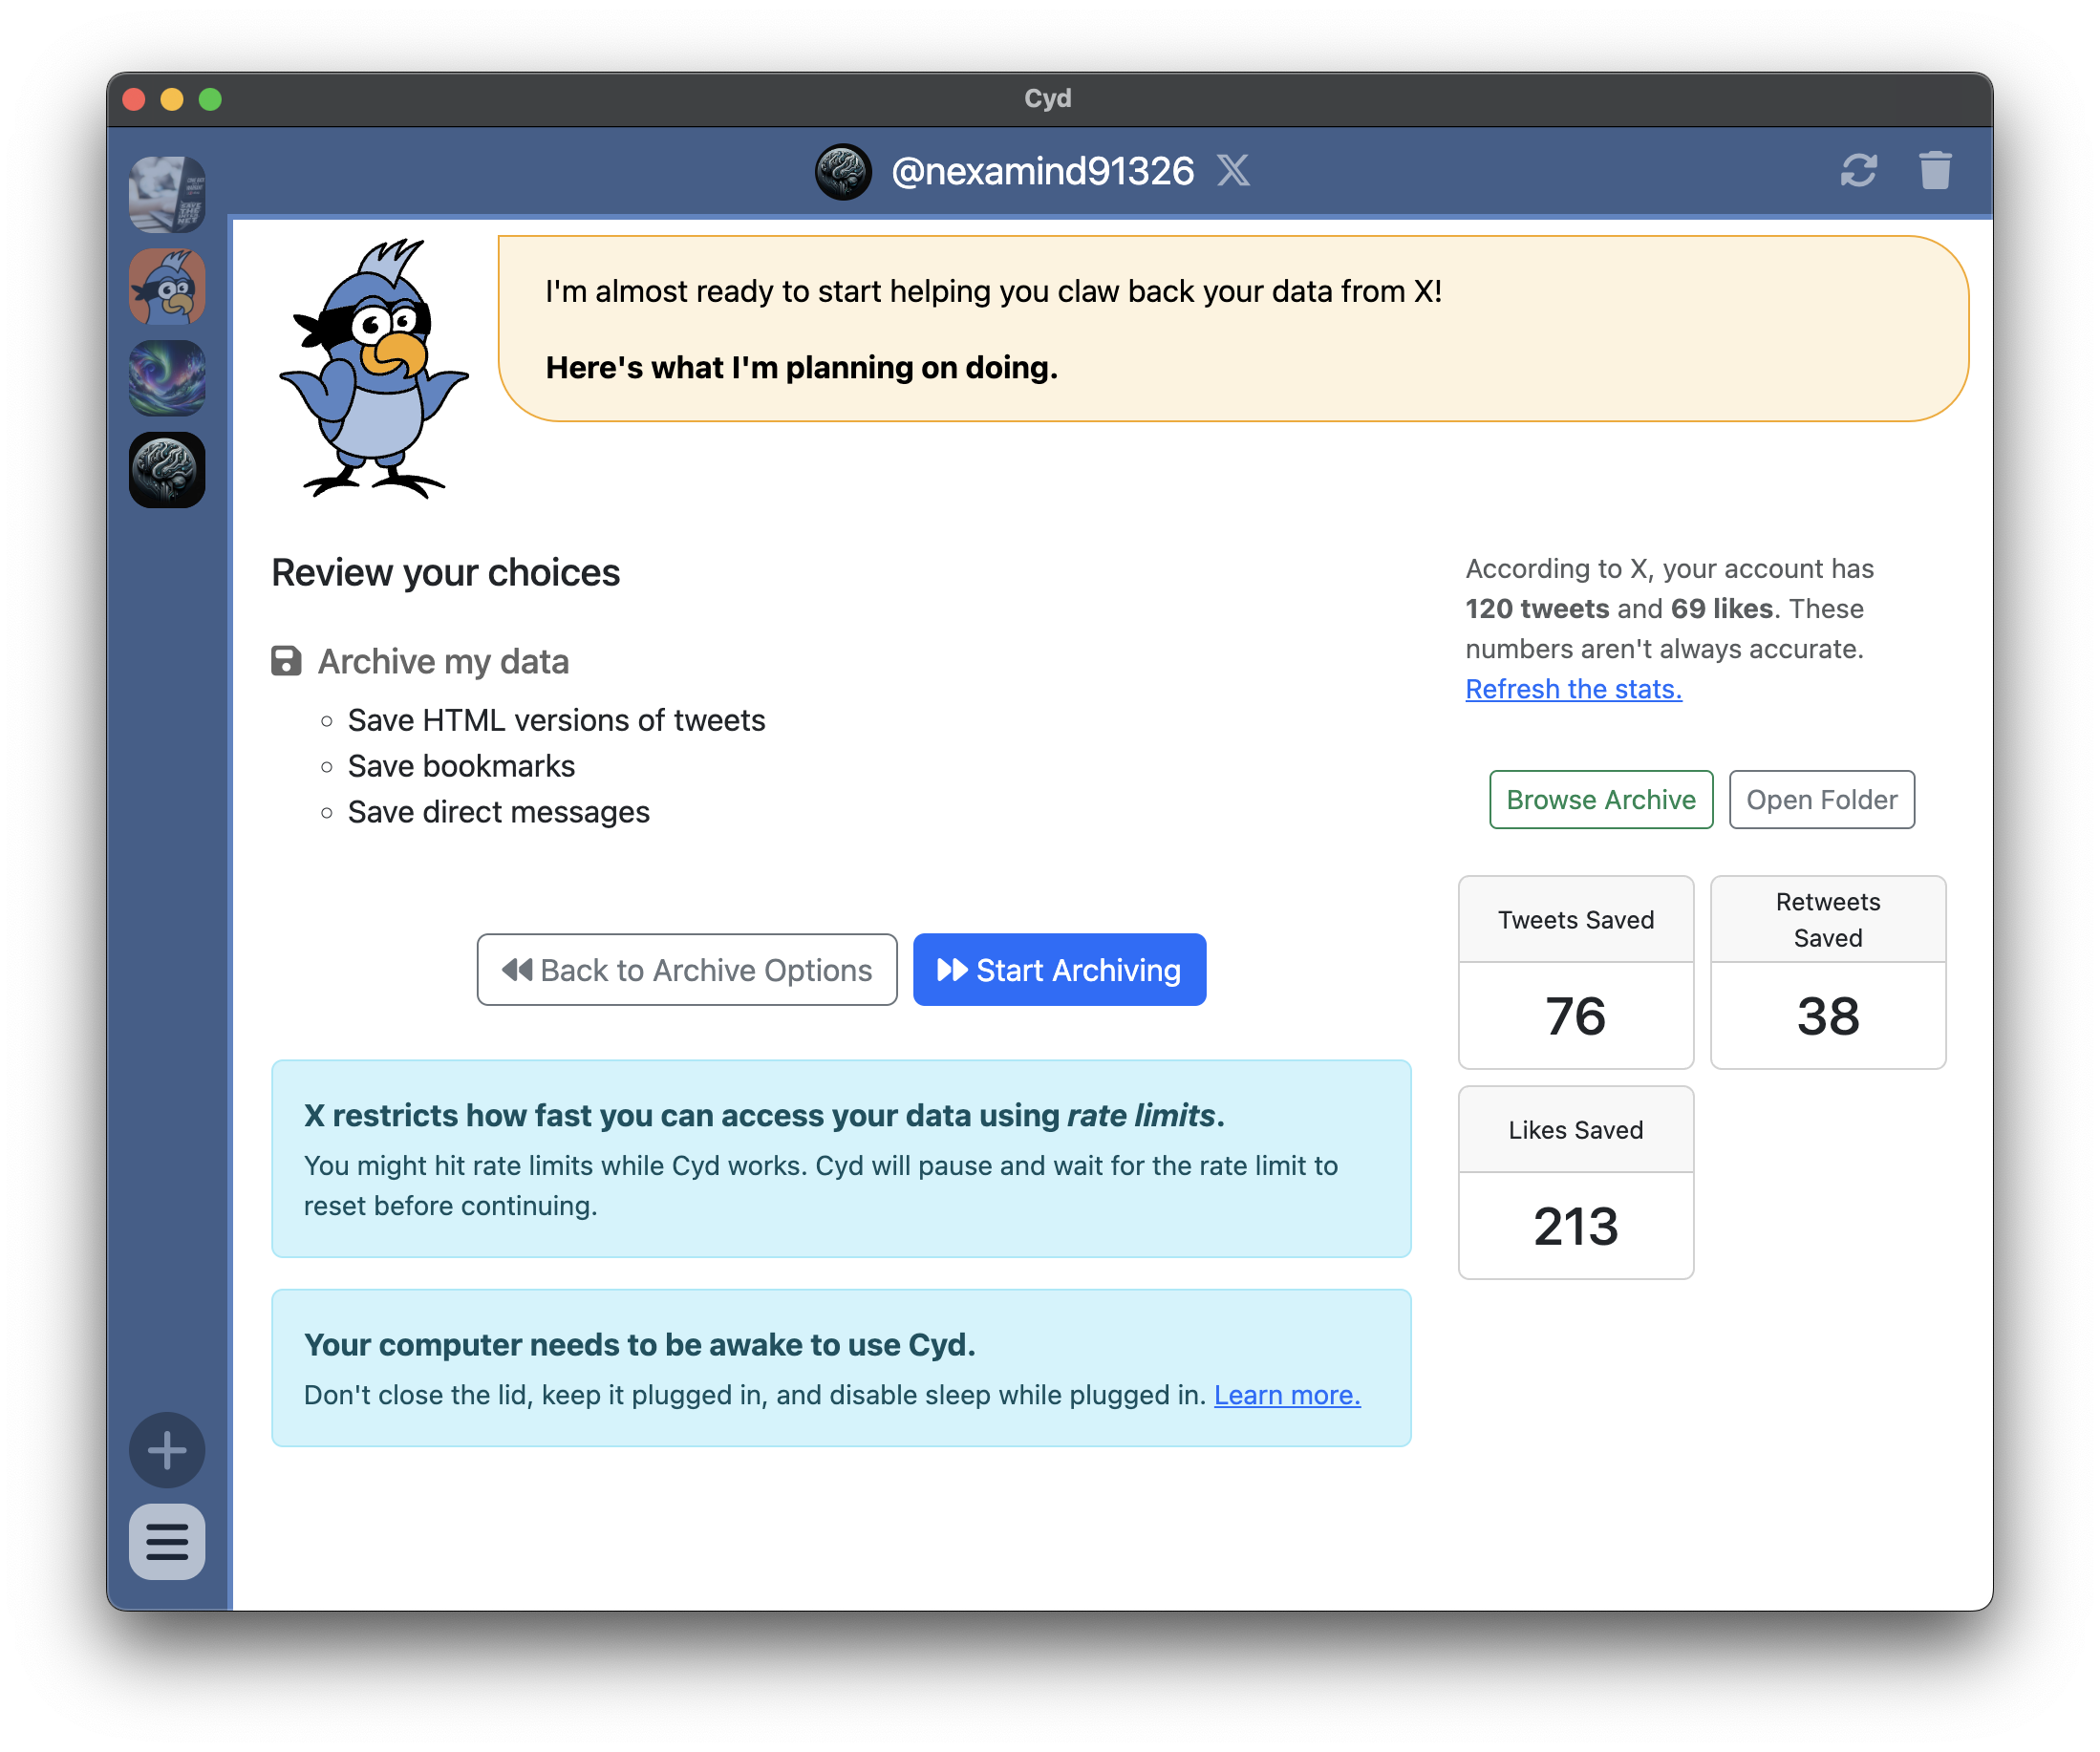 Cyd
@nexamind91326
I'm almost ready to start helping you claw back your data from X!
Here's what I'm planning on doing.
Review your choices
Archive my data
Save HTML versions of tweets
Save bookmarks
Save direct messages
Back to Archive Options
Start Archiving
X restricts how fast you can access your data using rate limits.
You might hit rate limits while Cyd works. Cyd will pause and wait for the rate limit to
reset before continuing.
Your computer needs to be awake to use Cyd.
Don't close the lid, keep it plugged in, and disable sleep while plugged in. Learn more.
According to X, your account has
120 tweets and 69 likes. These
numbers aren't always accurate.
Refresh the stats.
Browse Archive
Open Folder
Tweets Saved
76
Retweets
Saved
38
Likes Saved
213